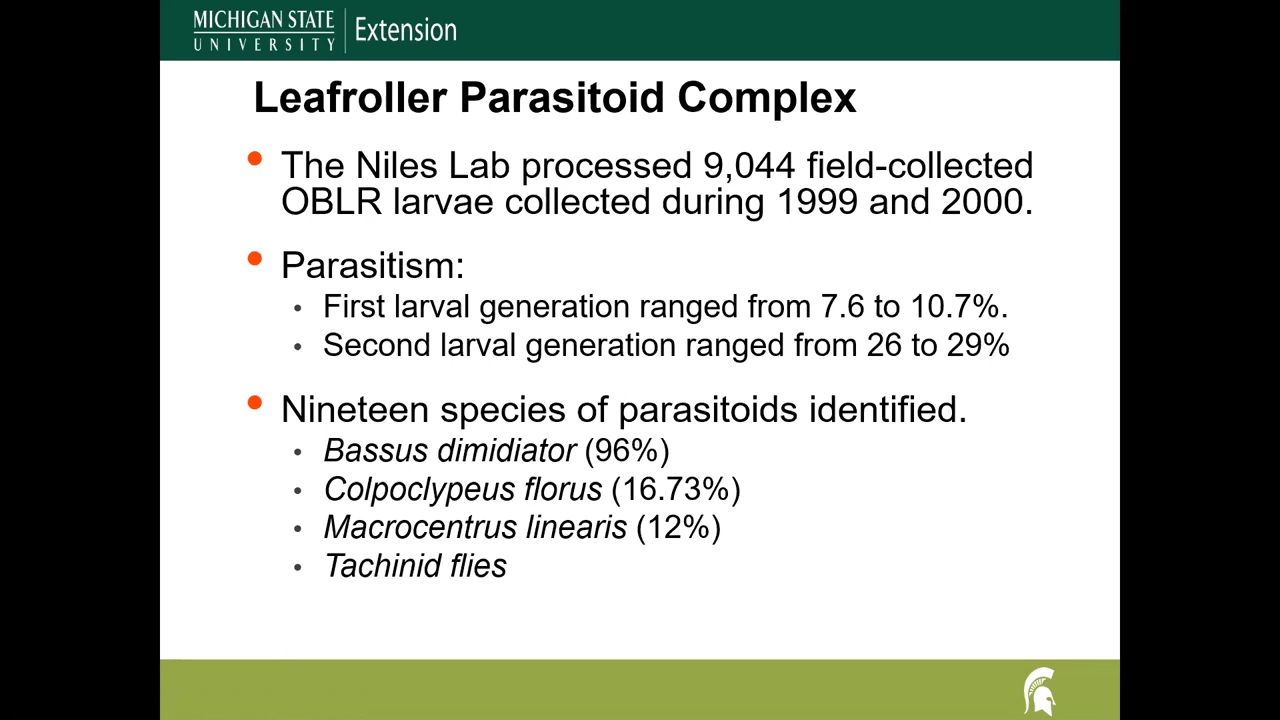 MICHIGAN STATE
UNIVERSITY
Extension
Leafroller Parasitoid Complex
• The Niles Lab processed 9,044 field-collected
OBLR larvae collected during 1999 and 2000.
• Parasitism:
• First larval generation ranged from 7.6 to 10.7%.
• Second larval generation ranged from 26 to 29%
• Nineteen species of parasitoids identified.
• Bassus dimidiator (96%)
• Colpoclypeus florus (16.73%)
• Macrocentrus linearis (12%)
• Tachinid flies